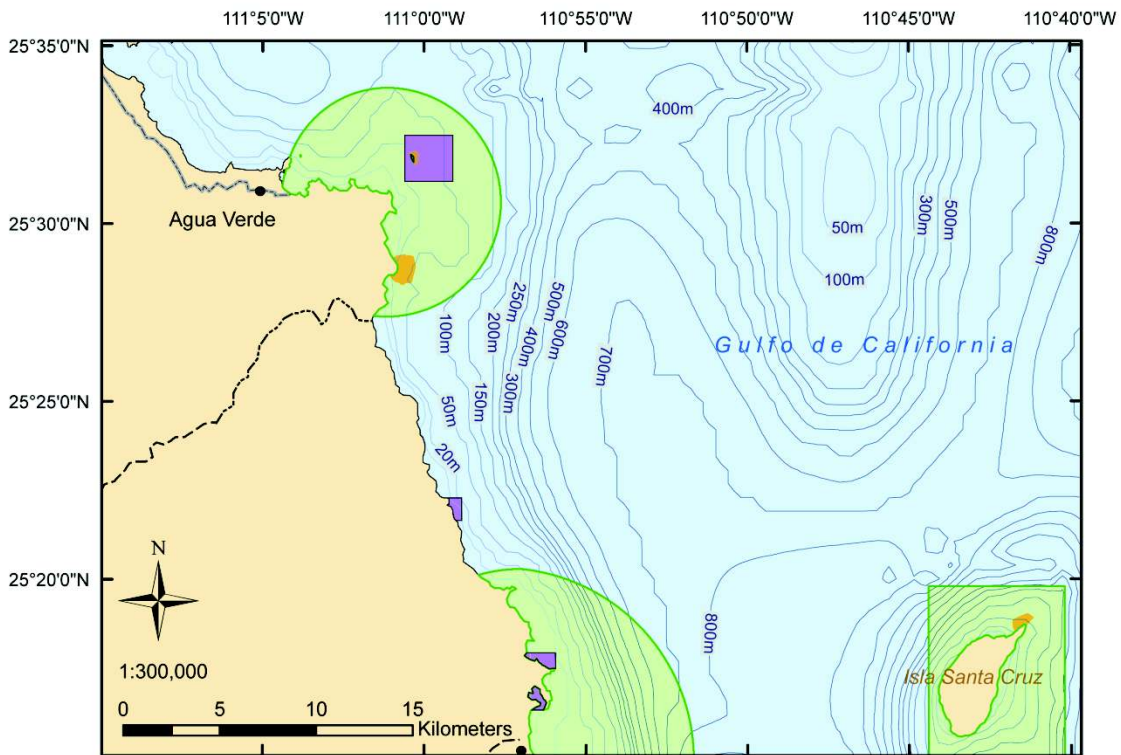 111°5'0"W 111°0'0"W 110°55'0"W 110°50'0"W 110°45'0"W 110°40'0"W
25°35'0"N
400m
25°30'0"N
Agua Verde
50m
300m
500m
800m
100m
250m
500m
600m
100m
200m
400m
700m
Gulfo de California
300m
150m
25°25'0"N
50m
20m
25°20'0"N
N
800m
1:300,000
Isla Santa Cruz
0 5 10 15
Kilometers